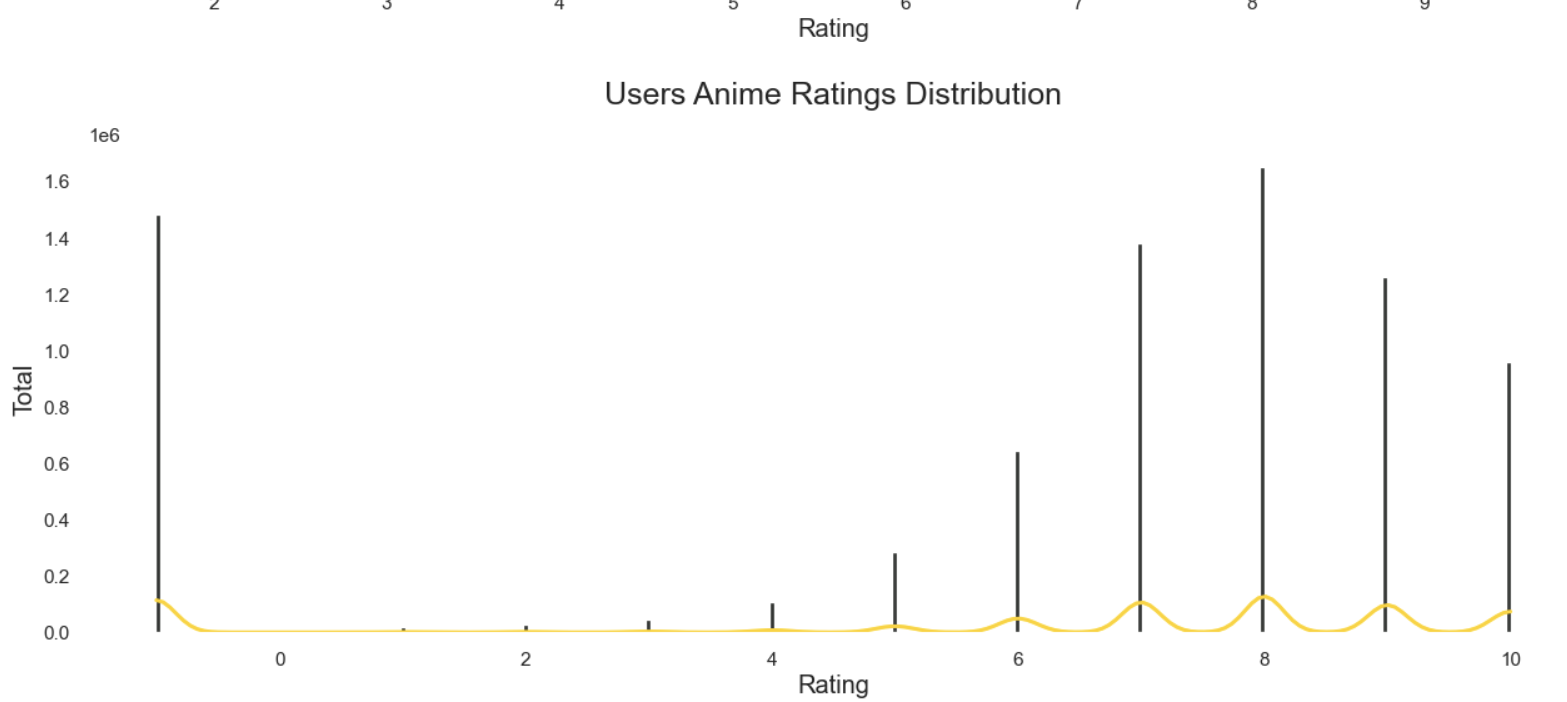 2 3 4 5 6 7 8 9
Rating
Users Anime Ratings Distribution
1e6
1.6
1.4
1.2
1.0
0.8
0.6
0.4
0.2
0.0
Total
0 2 4 6 8 10
Rating